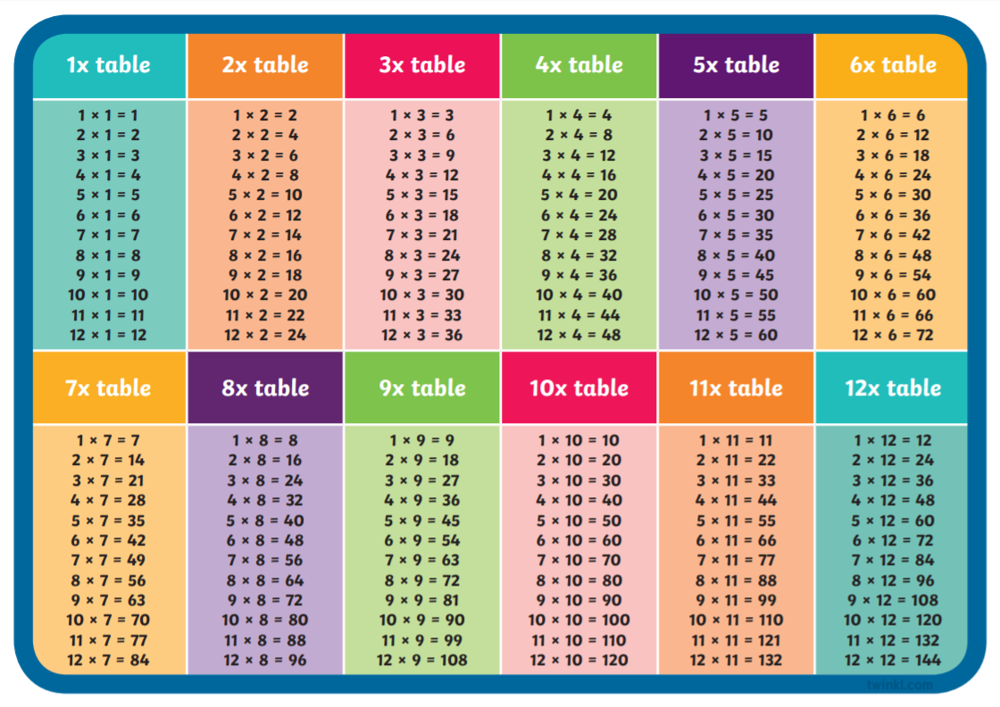 1x table
1 × 1 = 1
2 × 1 = 2
3 × 1 = 3
4 × 1 = 4
5 × 1 = 5
6 × 1 = 6
7 × 1 = 7
8 × 1 = 8
9 × 1 = 9
10 × 1 = 10
11 × 1 = 11
12 × 1 = 12
2x table
1 × 2 = 2
2 × 2 = 4
3 × 2 = 6
4 × 2 = 8
5 × 2 = 10
6 × 2 = 12
7 × 2 = 14
8 × 2 = 16
9 × 2 = 18
10 × 2 = 20
11 × 2 = 22
12 × 2 = 24
3x table
1 × 3 = 3
2 × 3 = 6
3 × 3 = 9
4 × 3 = 12
5 × 3 = 15
6 × 3 = 18
7 × 3 = 21
8 × 3 = 24
9 × 3 = 27
10 × 3 = 30
11 × 3 = 33
12 × 3 = 36
4x table
1 × 4 = 4
2 × 4 = 8
3 × 4 = 12
4 × 4 = 16
5 × 4 = 20
6 × 4 = 24
7 × 4 = 28
8 × 4 = 32
9 × 4 = 36
10 × 4 = 40
11 × 4 = 44
12 × 4 = 48
5x table
1 × 5 = 5
2 × 5 = 10
3 × 5 = 15
4 × 5 = 20
5 × 5 = 25
6 × 5 = 30
7 × 5 = 35
8 × 5 = 40
9 × 5 = 45
10 × 5 = 50
11 × 5 = 55
12 × 5 = 60
6x table
1 × 6 = 6
2 × 6 = 12
3 × 6 = 18
4 × 6 = 24
5 × 6 = 30
6 × 6 = 36
7 × 6 = 42
8 × 6 = 48
9 × 6 = 54
10 × 6 = 60
11 × 6 = 66
12 × 6 = 72
7x table
1 × 7 = 7
2 × 7 = 14
3 × 7 = 21
4 × 7 = 28
5 × 7 = 35
6 × 7 = 42
7 × 7 = 49
8 × 7 = 56
9 × 7 = 63
10 × 7 = 70
11 × 7 = 77
12 × 7 = 84
8x table
1 × 8 = 8
2 × 8 = 16
3 × 8 = 24
4 × 8 = 32
5 × 8 = 40
6 × 8 = 48
7 × 8 = 56
8 × 8 = 64
9 × 8 = 72
10 × 8 = 80
11 × 8 = 88
12 × 8 = 96
9x table
1 × 9 = 9
2 × 9 = 18
3 × 9 = 27
4 × 9 = 36
5 × 9 = 45
6 × 9 = 54
7 × 9 = 63
8 × 9 = 72
9 × 9 = 81
10 × 9 = 90
11 × 9 = 99
12 × 9 = 108
10x table
1 × 10 = 10
2 × 10 = 20
3 × 10 = 30
4 × 10 = 40
5 × 10 = 50
6 × 10 = 60
7 × 10 = 70
8 × 10 = 80
9 × 10 = 90
10 × 10 = 100
11 × 10 = 110
12 × 10 = 120
11x table
1 × 11 = 11
2 × 11 = 22
3 × 11 = 33
4 × 11 = 44
5 × 11 = 55
6 × 11 = 66
7 × 11 = 77
8 × 11 = 88
9 × 11 = 99
10 × 11 = 110
11 × 11 = 121
12 × 11 = 132
12x table
1 × 12 = 12
2 × 12 = 24
3 × 12 = 36
4 × 12 = 48
5 × 12 = 60
6 × 12 = 72
7 × 12 = 84
8 × 12 = 96
9 × 12 = 108
10 × 12 = 120
11 × 12 = 132
12 × 12 = 144
twinkl.com